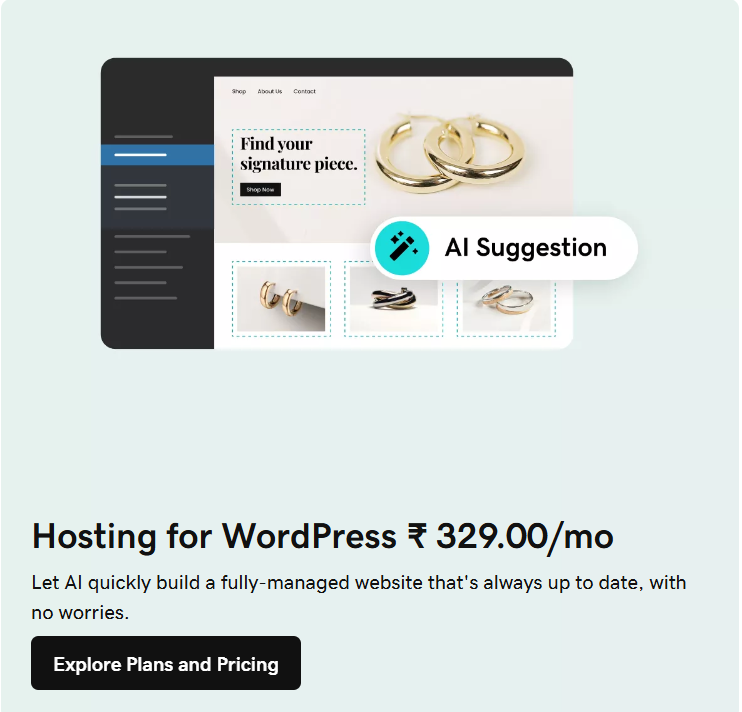 Shop About Us Contact
Find your
signature piece.
Shop Now
AI Suggestion
Hosting for WordPress ₹ 329.00/mo
Let AI quickly build a fully-managed website that's always up to date, with
no worries.
Explore Plans and Pricing